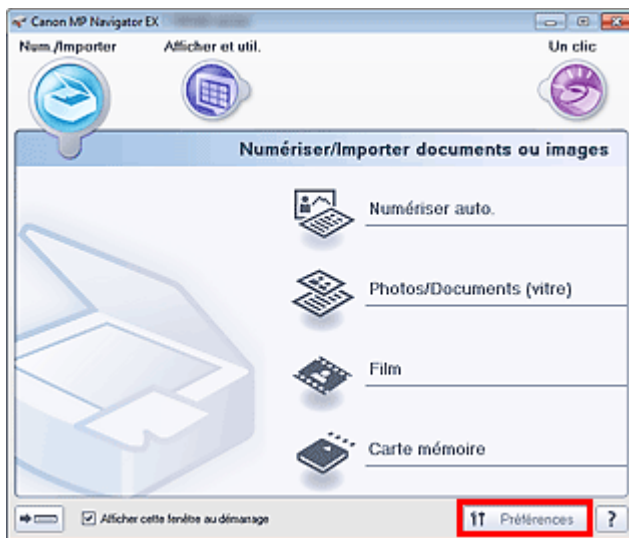 Canon MP Navigator EX
Num./Importer Afficher et util. Un clic
Numériser/Importer documents ou images
Numériser auto.
Photos/Documents (vitre)
Film
Carte mémoire
Afficher cette fenêtre au démarrage Préférences ?